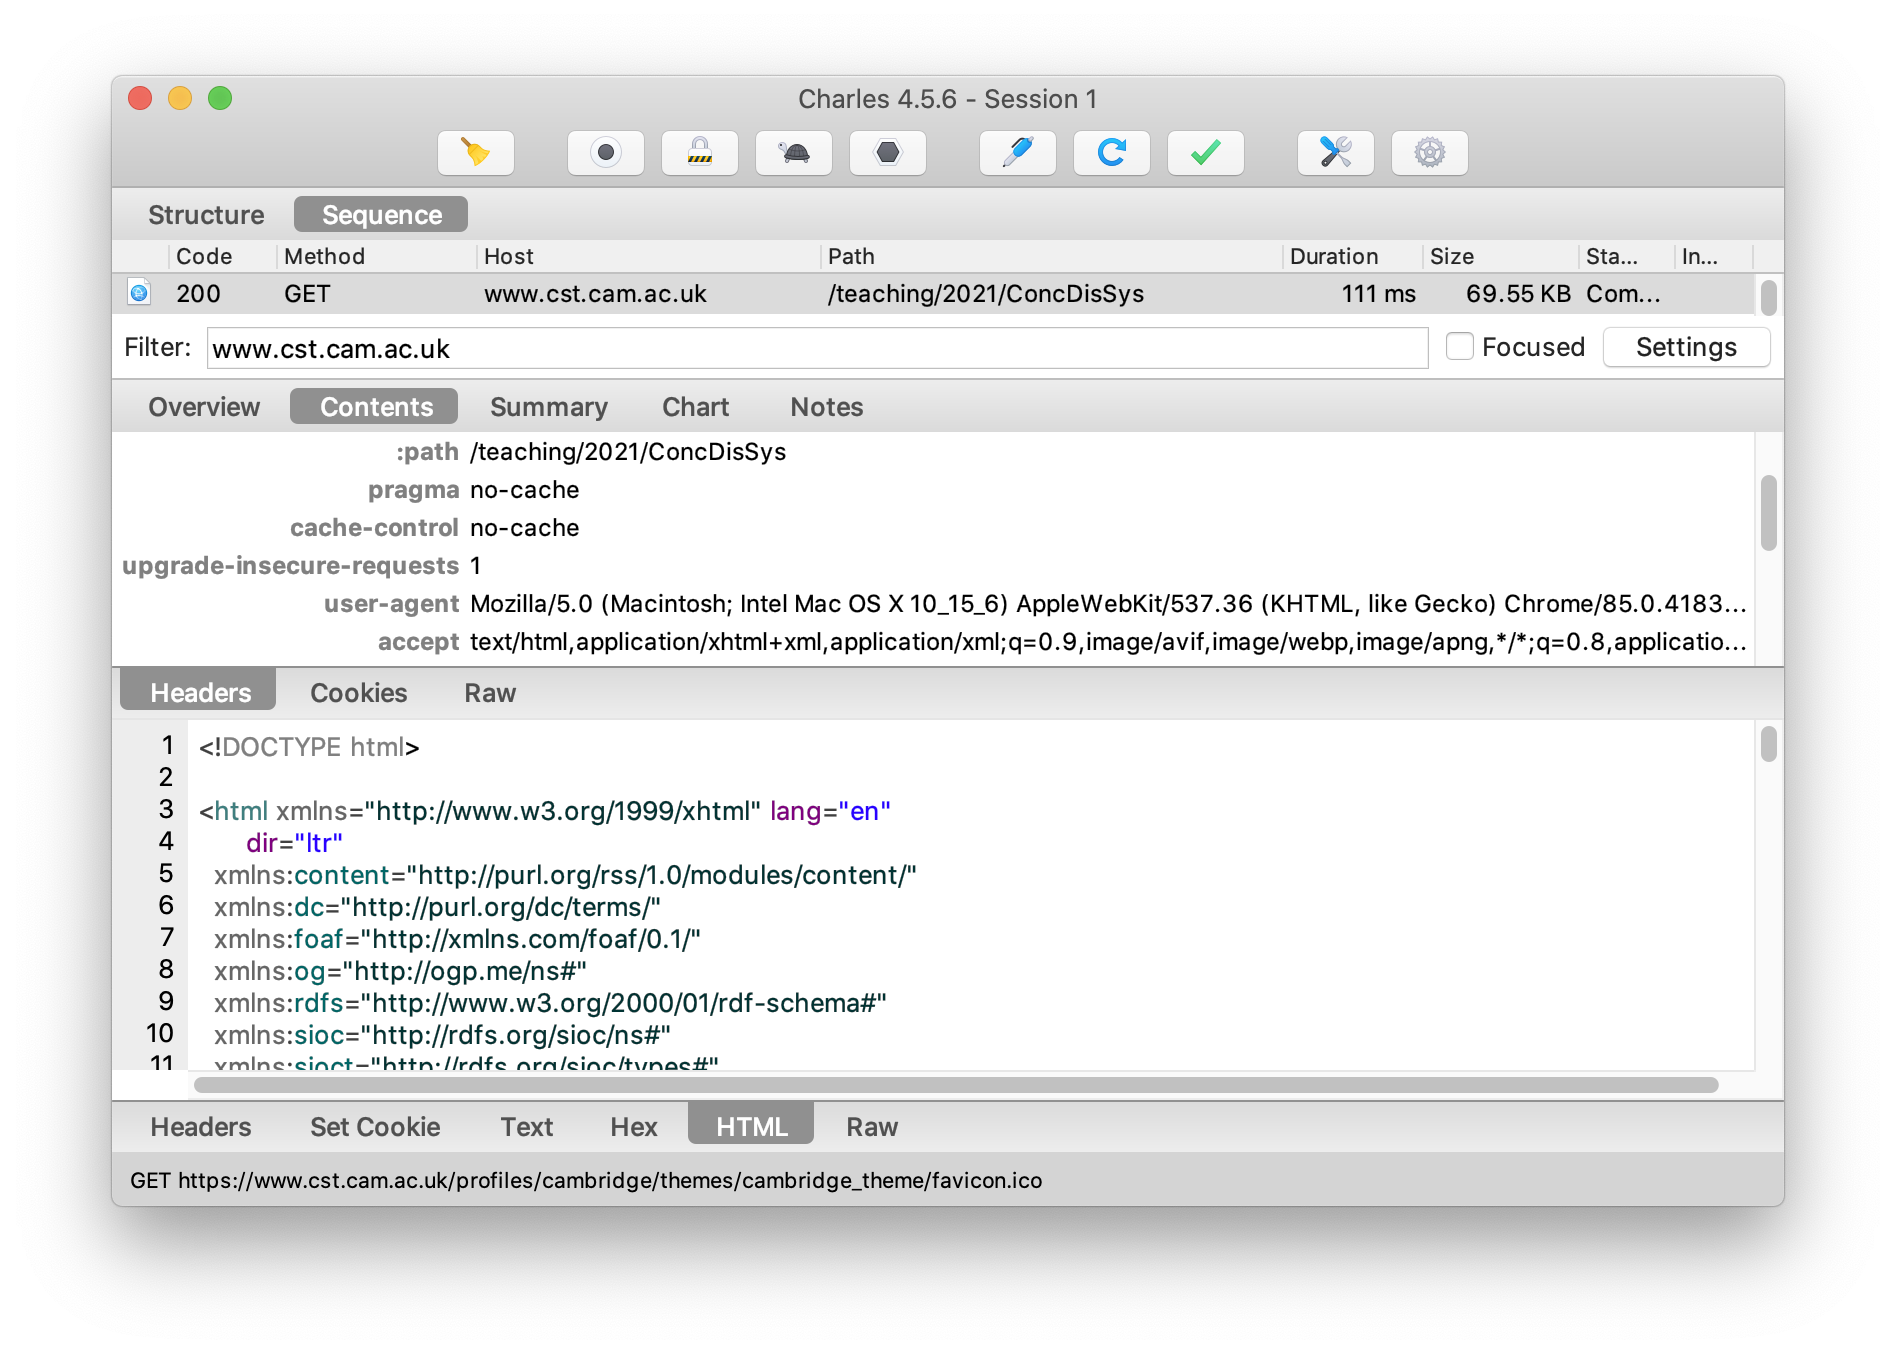 Charles 4.5.6 - Session 1
Structure Sequence
Code Method Host Path Duration Size Sta... In...
200 GET www.cst.cam.ac.uk /teaching/2021/ConcDisSys 111 ms 69.55 KB Com...
Filter: www.cst.cam.ac.uk Focused Settings
Overview Contents Summary Chart Notes
:path /teaching/2021/ConcDisSys
pragma no-cache
cache-control no-cache
upgrade-insecure-requests 1
user-agent Mozilla/5.0 (Macintosh; Intel Mac OS X 10_15_6) AppleWebKit/537.36 (KHTML, like Gecko) Chrome/85.0.4183...
accept text/html,application/xhtml+xml,application/xml;q=0.9,image/avif,image/webp,image/apng,*/*;q=0.8,applicatio...
Headers Cookies Raw
1 <!DOCTYPE html>
2
3 <html xmlns="http://www.w3.org/1999/xhtml" lang="en"
4 dir="ltr"
5 xmlns:content="http://purl.org/rss/1.0/modules/content/"
6 xmlns:dc="http://purl.org/dc/terms/"
7 xmlns:foaf="http://xmlns.com/foaf/0.1/"
8 xmlns:og="http://ogp.me/ns#"
9 xmlns:rdfs="http://www.w3.org/2000/01/rdf-schema#"
10 xmlns:sioc="http://rdfs.org/sioc/ns#"
11 xmlns:sioct="http://rdfs.org/sioc/types#"
Headers Set Cookie Text Hex HTML Raw
GET https://www.cst.cam.ac.uk/profiles/cambridge/themes/cambridge_theme/favicon.ico